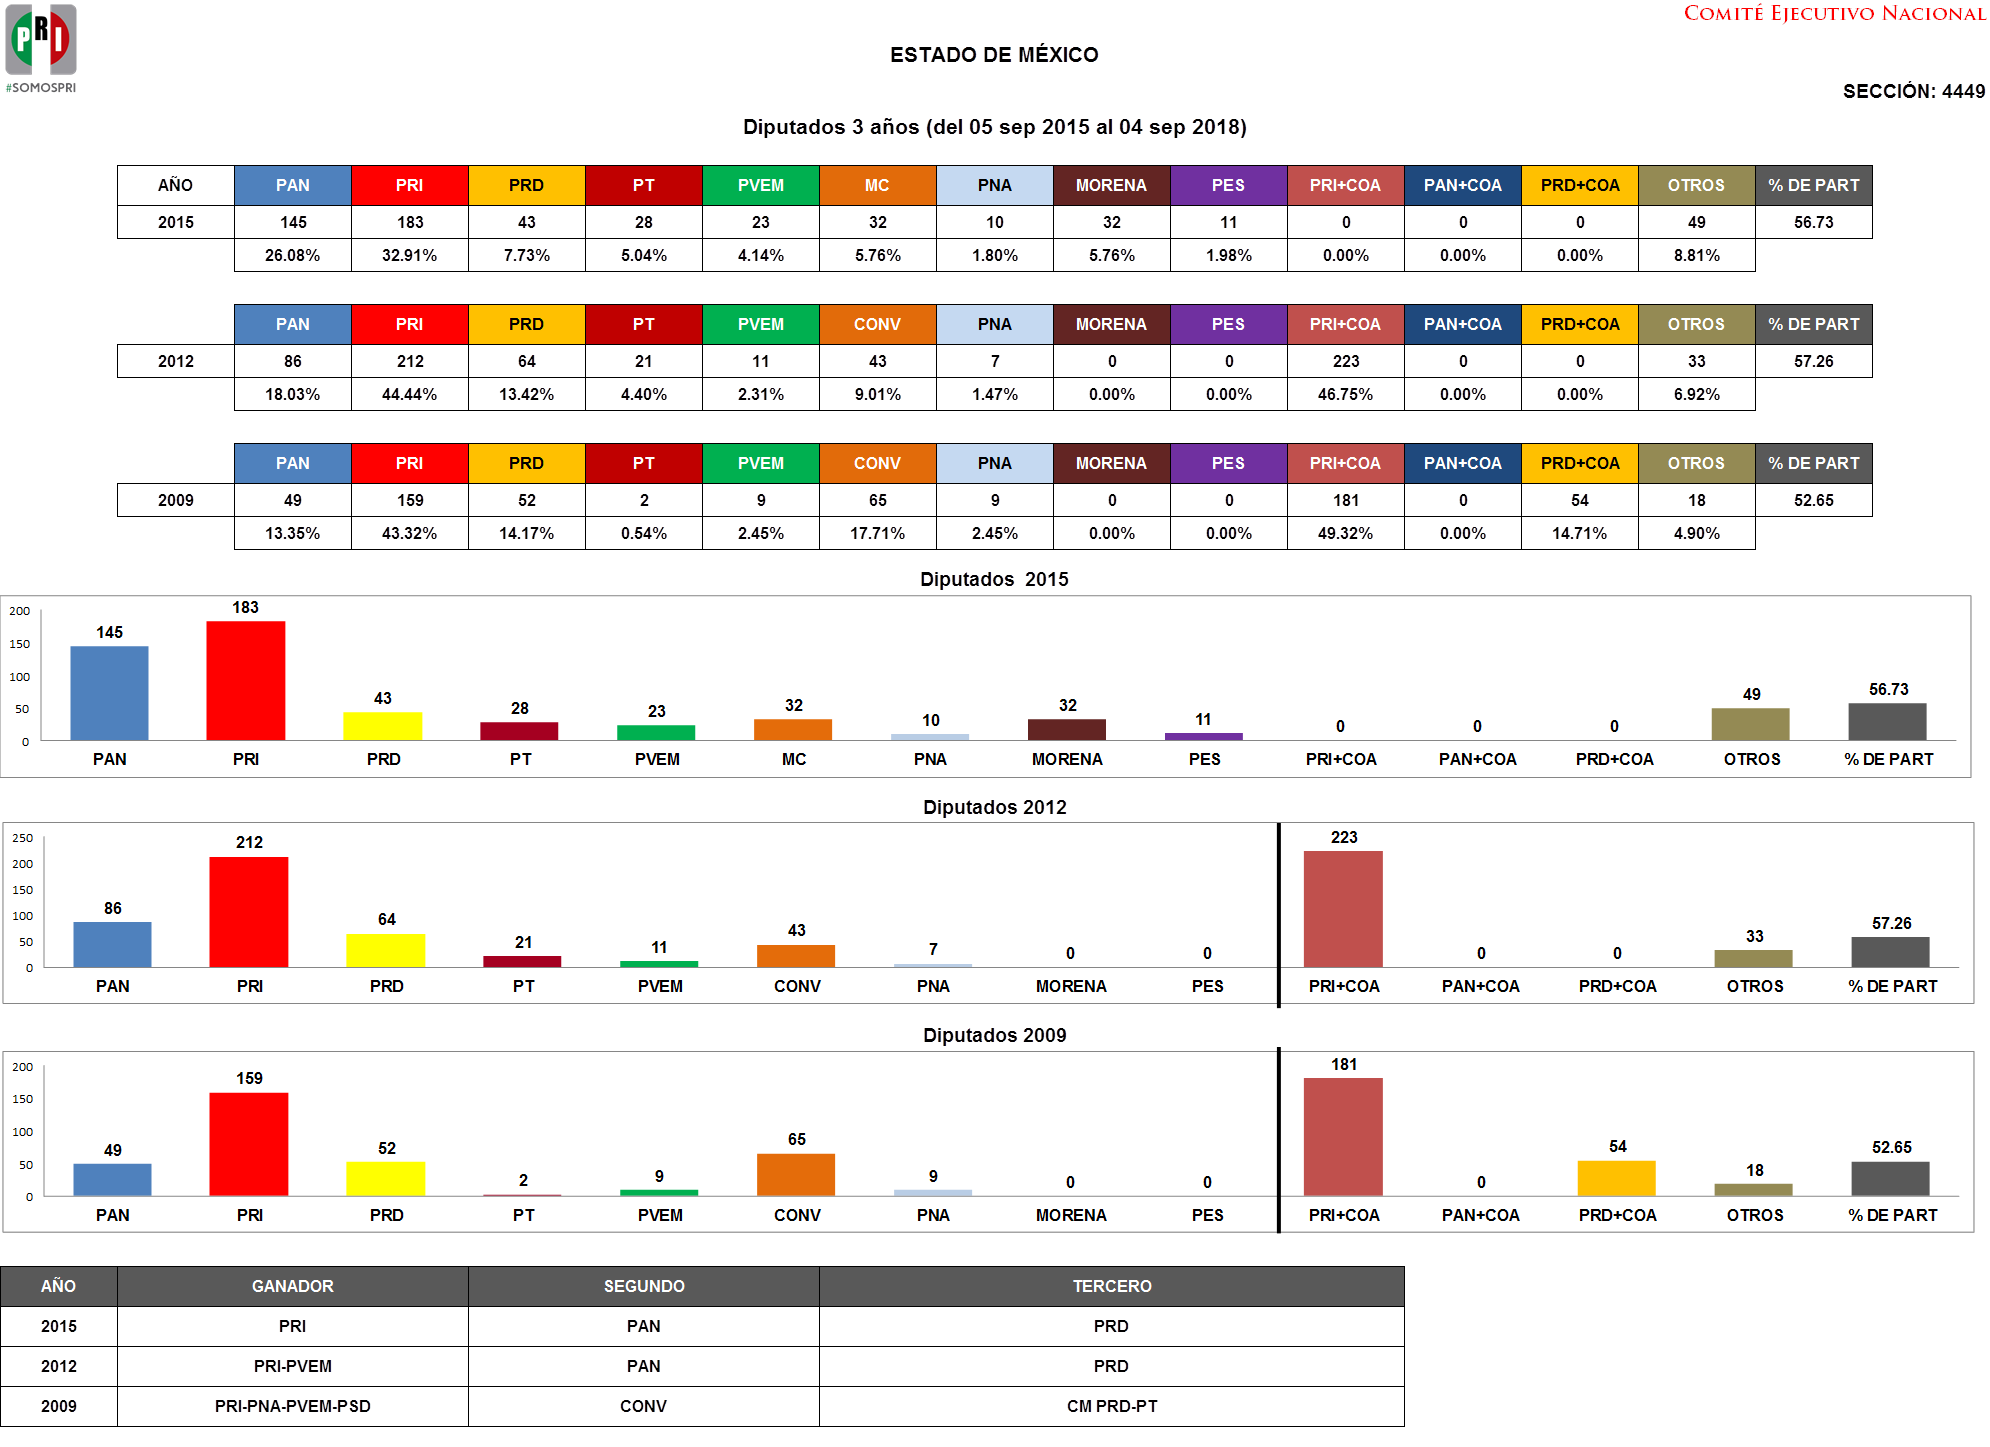 PRI
#SOMOSPRI
COMITÉ EJECUTIVO NACIONAL
ESTADO DE MÉXICO
SECCIÓN: 4449
Diputados 3 años (del 05 sep 2015 al 04 sep 2018)
AÑO PAN PRI PRD PT PVEM MC PNA MORENA PES PRI+COA PAN+COA PRD+COA OTROS % DE PART
2015 145 183 43 28 23 32 10 32 11 0 0 0 49 56.73
26.08% 32.91% 7.73% 5.04% 4.14% 5.76% 1.80% 5.76% 1.98% 0.00% 0.00% 0.00% 8.81%
PAN PRI PRD PT PVEM CONV PNA MORENA PES PRI+COA PAN+COA PRD+COA OTROS % DE PART
2012 86 212 64 21 11 43 7 0 0 223 0 0 33 57.26
18.03% 44.44% 13.42% 4.40% 2.31% 9.01% 1.47% 0.00% 0.00% 46.75% 0.00% 0.00% 6.92%
PAN PRI PRD PT PVEM CONV PNA MORENA PES PRI+COA PAN+COA PRD+COA OTROS % DE PART
2009 49 159 52 2 9 65 9 0 0 181 0 54 18 52.65
13.35% 43.32% 14.17% 0.54% 2.45% 17.71% 2.45% 0.00% 0.00% 49.32% 0.00% 14.71% 4.90%
Diputados 2015
200
150
100
50
0
145 183 43 28 23 32 10 32 11 0 0 0 49 56.73
PAN PRI PRD PT PVEM MC PNA MORENA PES PRI+COA PAN+COA PRD+COA OTROS % DE PART
Diputados 2012
250
200
150
100
50
0
86 212 64 21 11 43 7 0 0 223 0 0 33 57.26
PAN PRI PRD PT PVEM CONV PNA MORENA PES PRI+COA PAN+COA PRD+COA OTROS % DE PART
Diputados 2009
200
150
100
50
0
49 159 52 2 9 65 9 0 0 181 0 54 18 52.65
PAN PRI PRD PT PVEM CONV PNA MORENA PES PRI+COA PAN+COA PRD+COA OTROS % DE PART
AÑO GANADOR SEGUNDO TERCERO
2015 PRI PAN PRD
2012 PRI-PVEM PAN PRD
2009 PRI-PNA-PVEM-PSD CONV CM PRD-PT